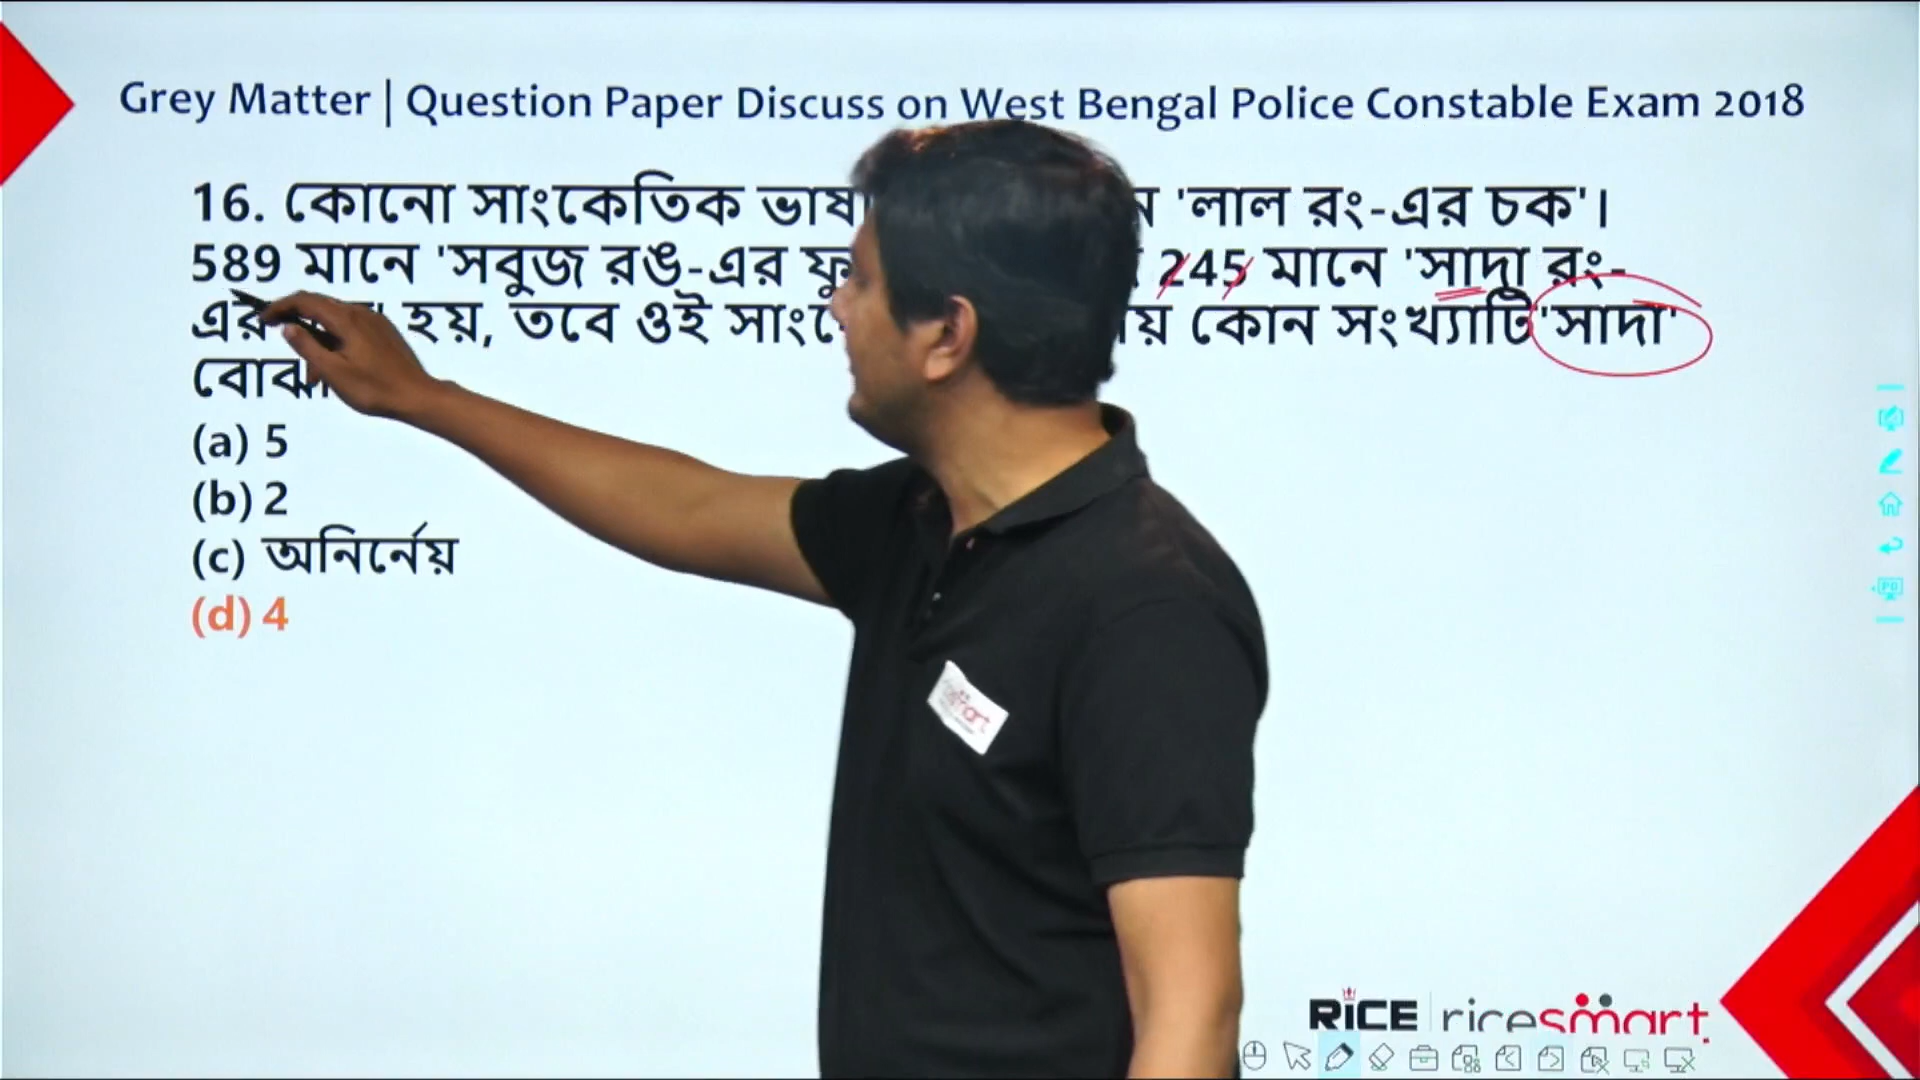 Grey Matter | Question Paper Discuss on West Bengal Police Constable Exam 2018
16. কোনো সাংকেতিক 'লাল রং-এর চক'।
589 মানে 'সবুজ রঙ-এর 245 মানে 'সাদা রং-
হয়, তবে ওই কোন সংখ্যাটি 'সাদা'
(a) 5
(b) 2
(c) অনির্নেয়
(d) 4
RICE ricesmart